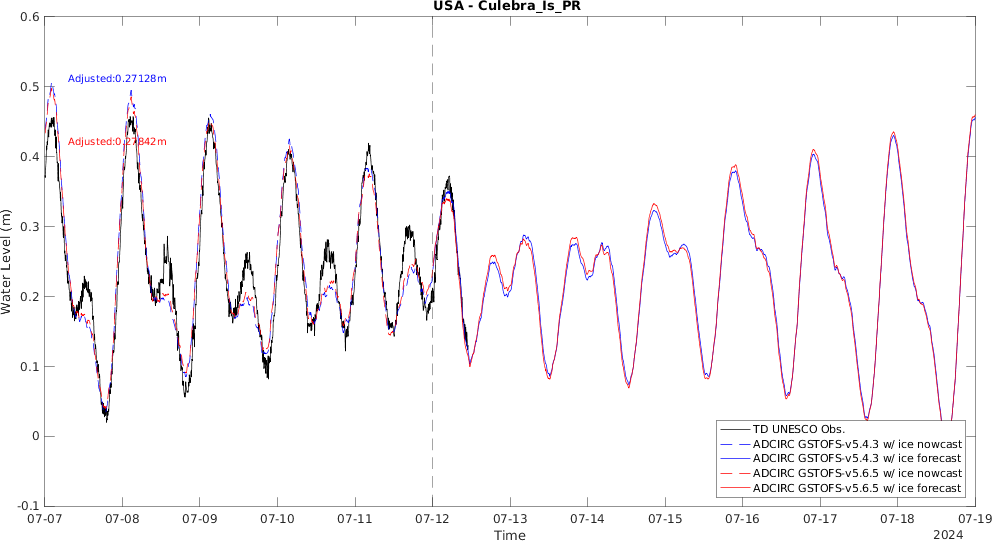 USA - Culebra_Is_PR
0.6
0.5
0.4
0.3
0.2
0.1
0
-0.1
Water Level (m)
Adjusted:0.27128m
Adjusted:0.27842m
TD UNESCO Obs.
ADCIRC GSTOFS-v5.4.3 w/ ice nowcast
ADCIRC GSTOFS-v5.4.3 w/ ice forecast
ADCIRC GSTOFS-v5.6.5 w/ ice nowcast
ADCIRC GSTOFS-v5.6.5 w/ ice forecast
07-07 07-08 07-09 07-10 07-11 07-12 07-13 07-14 07-15 07-16 07-17 07-18 07-19
Time
2024